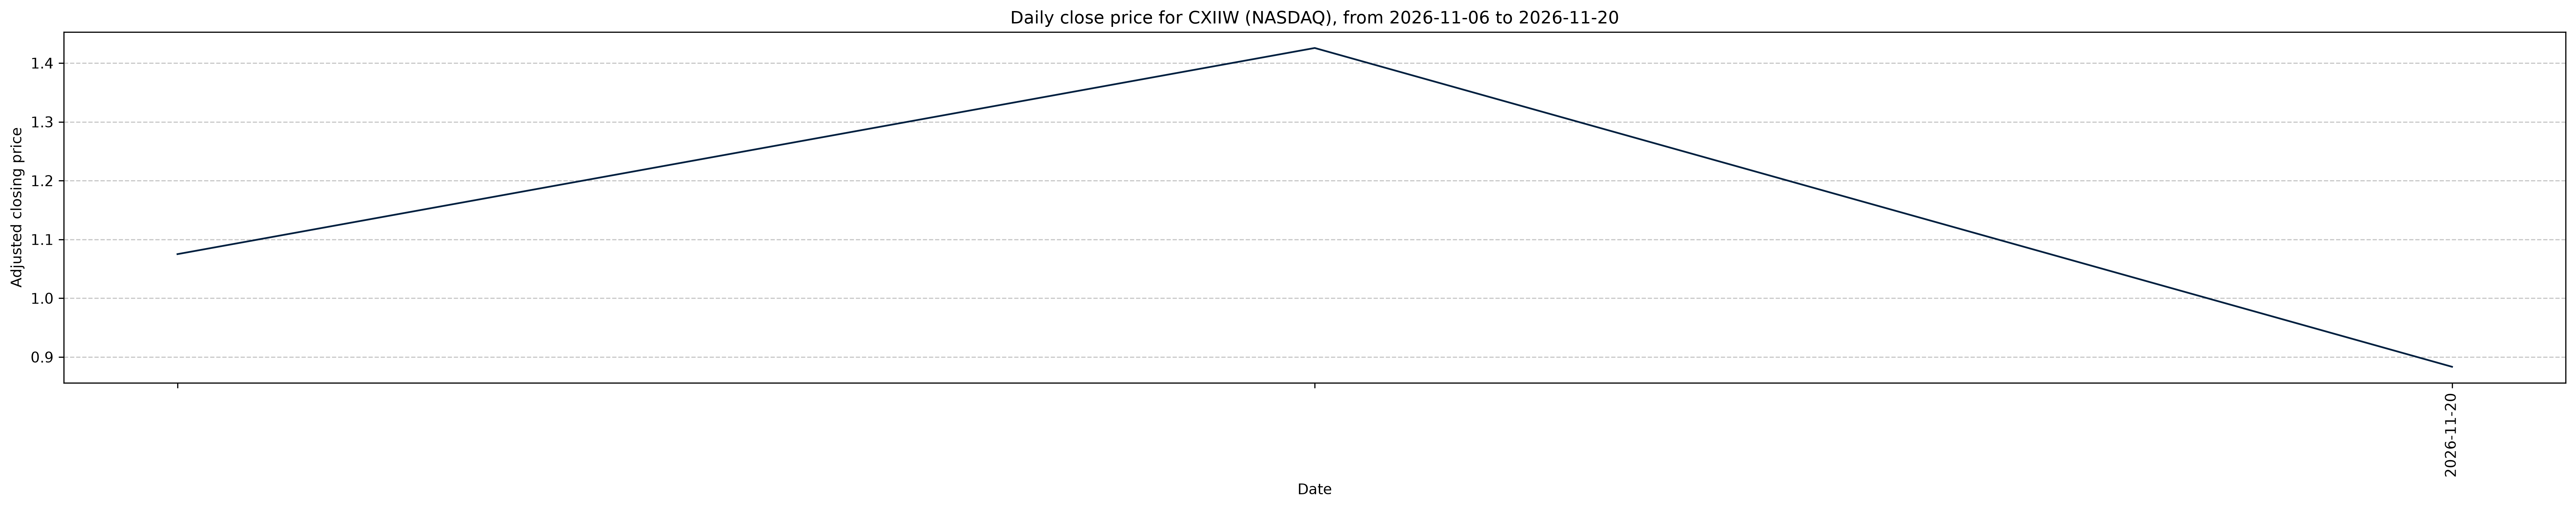 Daily close price for CXIIW (NASDAQ), from 2026-11-06 to 2026-11-20
Adjusted closing price
1.4
1.3
1.2
1.1
1.0
0.9
2026-11-20
Date